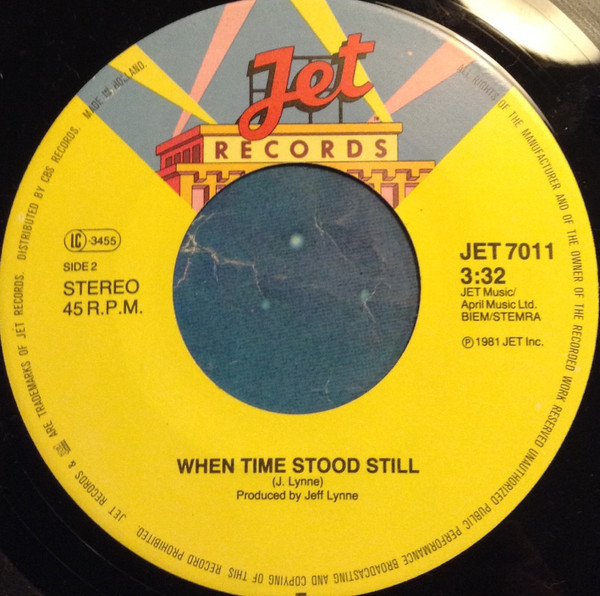 Jet
RECORDS
LC -3455
SIDE 2
STEREO
45 R.P.M.
JET 7011
3:32
JET Music/
April Music Ltd.
BIEM/STEMRA
Ⓟ 1981 JET Inc.
WHEN TIME STOOD STILL
(J. Lynne)
Produced by Jeff Lynne
JET RECORDS & ARE TRADEMARKS OF JET RECORDS. DISTRIBUTED BY CBS RECORDS. MADE IN HOLLAND.
ALL RIGHTS OF THE MANUFACTURER AND OF THE OWNER OF THE RECORDED WORK RESERVED UNAUTHORIZED PUBLIC PERFORMANCE BROADCASTING AND COPYING OF THIS RECORD PROHIBITED.